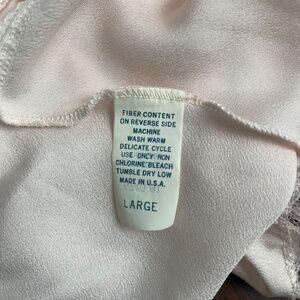 FIBER CONTENT
ON REVERSE SIDE
MACHINE
WASH WARM
DELICATE CYCLE
USE ONLY NON
CHLORINE BLEACH
TUMBLE DRY LOW
MADE IN U.S.A.
LARGE